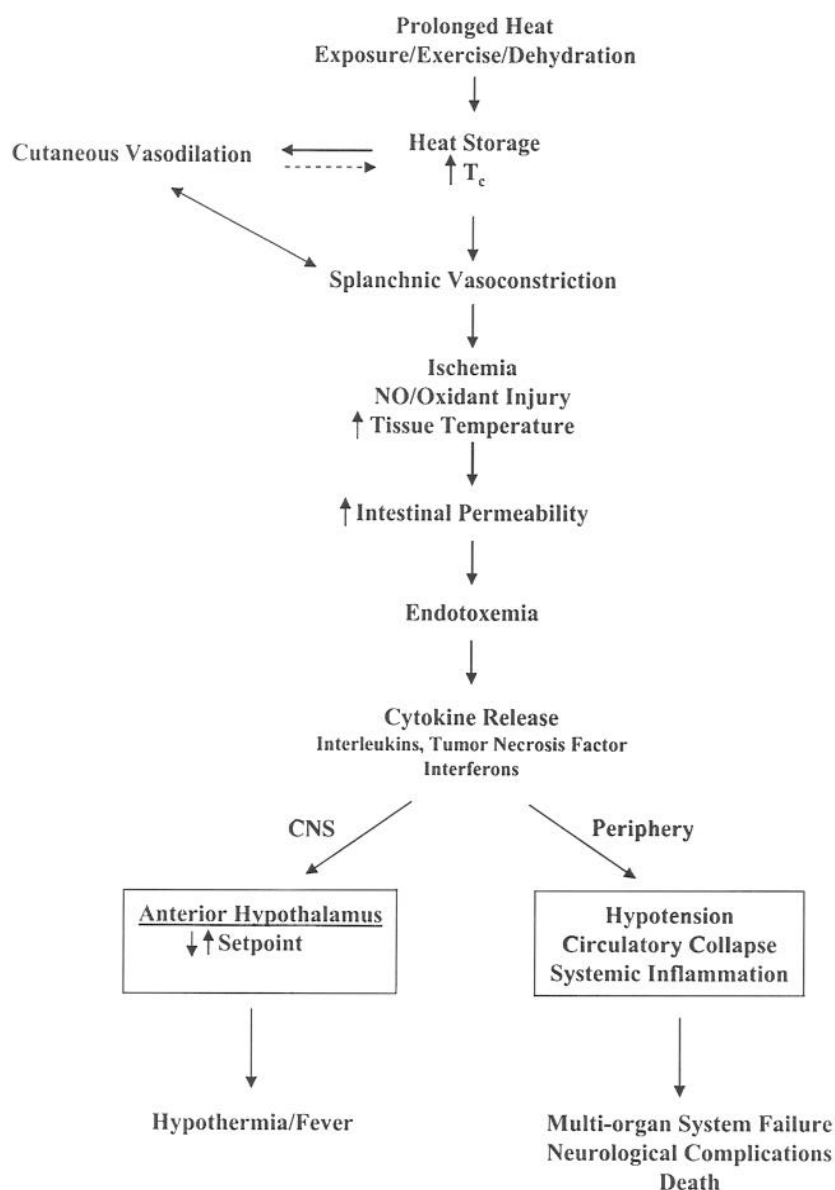 Prolonged Heat
Exposure/Exercise/Dehydration
Heat Storage
↑ Tc
Cutaneous Vasodilation
Splanchnic Vasoconstriction
Ischemia
NO/Oxidant Injury
↑ Tissue Temperature
↑ Intestinal Permeability
Endotoxemia
Cytokine Release
Interleukins, Tumor Necrosis Factor
Interferons
CNS
Periphery
Anterior Hypothalamus
↓ ↑ Setpoint
Hypotension
Circulatory Collapse
Systemic Inflammation
Hypothermia/Fever
Multi-organ System Failure
Neurological Complications
Death